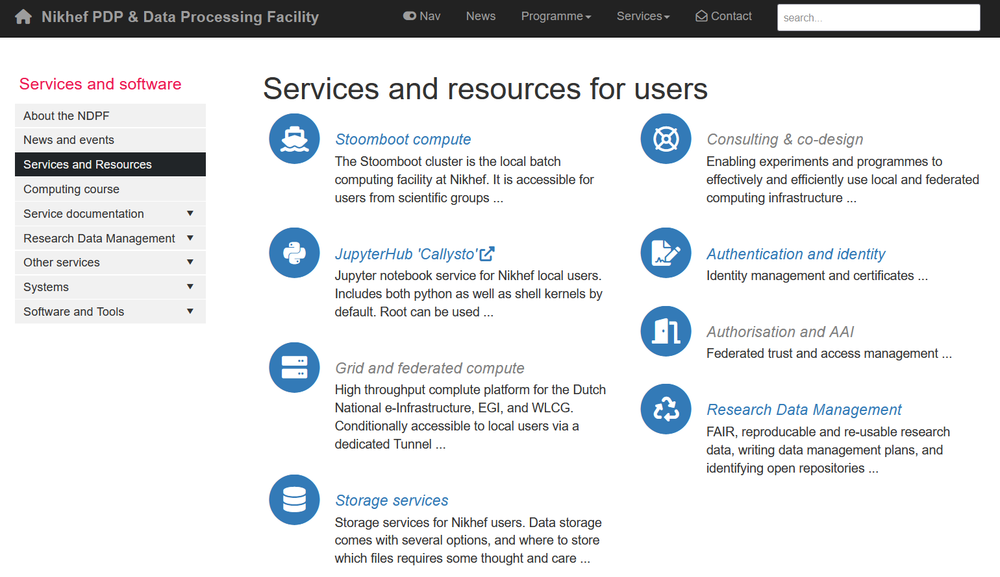 Nikhef PDP & Data Processing Facility
Nav
News
Programme
Services
Contact
search...
Services and software
About the NDPF
News and events
Services and Resources
Computing course
Service documentation
Research Data Management
Other services
Systems
Software and Tools
Services and resources for users
Stoomboot compute
The Stoomboot cluster is the local batch
computing facility at Nikhef. It is accessible for
users from scientific groups ...
JupyterHub 'Callysto'
Jupyter notebook service for Nikhef local users.
Includes both python as well as shell kernels by
default. Root can be used ...
Grid and federated compute
High throughput complute platform for the Dutch
National e-Infrastructure, EGI, and WLCG.
Conditionally accessible to local users via a
dedicated Tunnel ...
Storage services
Storage services for Nikhef users. Data storage
comes with several options, and where to store
which files requires some thought and care ...
Consulting & co-design
Enabling experiments and programmes to
effectively and efficiently use local and federated
computing infrastructure ...
Authentication and identity
Identity management and certificates ...
Authorisation and AAI
Federated trust and access management ...
Research Data Management
FAIR, reproducable and re-usable research
data, writing data management plans, and
identifying open repositories ...